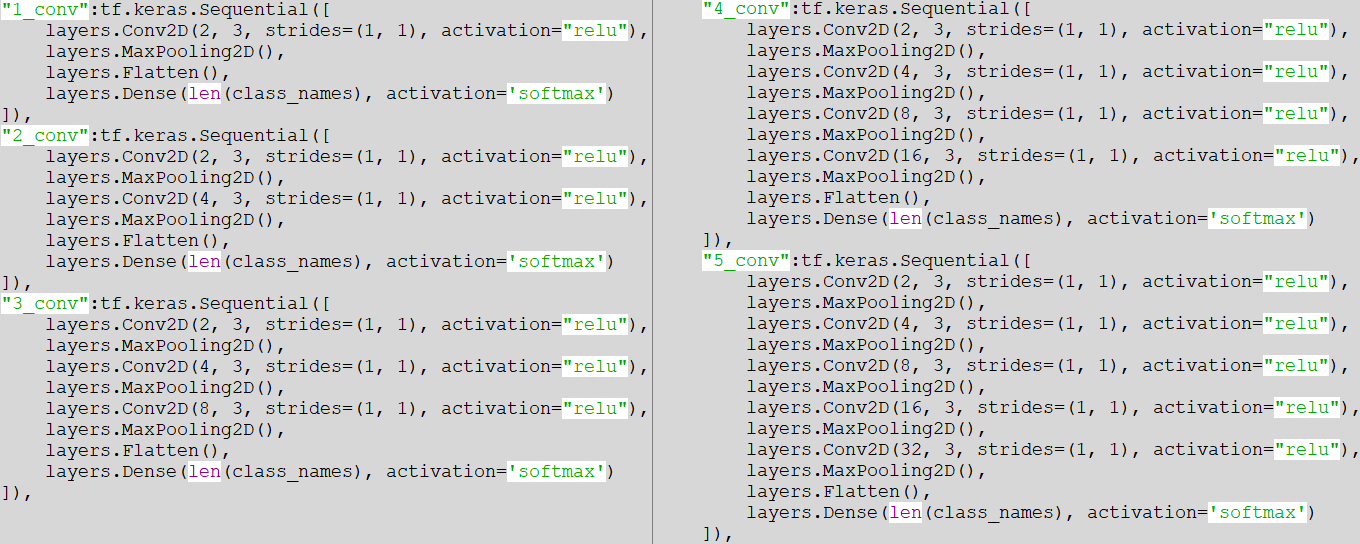 "1_conv":tf.keras.Sequential([
    layers.Conv2D(2, 3, strides=(1, 1), activation="relu"),
    layers.MaxPooling2D(),
    layers.Flatten(),
    layers.Dense(len(class_names), activation='softmax')
]),
"2_conv":tf.keras.Sequential([
    layers.Conv2D(2, 3, strides=(1, 1), activation="relu"),
    layers.MaxPooling2D(),
    layers.Conv2D(4, 3, strides=(1, 1), activation="relu"),
    layers.MaxPooling2D(),
    layers.Flatten(),
    layers.Dense(len(class_names), activation='softmax')
]),
"3_conv":tf.keras.Sequential([
    layers.Conv2D(2, 3, strides=(1, 1), activation="relu"),
    layers.MaxPooling2D(),
    layers.Conv2D(4, 3, strides=(1, 1), activation="relu"),
    layers.MaxPooling2D(),
    layers.Conv2D(8, 3, strides=(1, 1), activation="relu"),
    layers.MaxPooling2D(),
    layers.Flatten(),
    layers.Dense(len(class_names), activation='softmax')
]),
"4_conv":tf.keras.Sequential([
    layers.Conv2D(2, 3, strides=(1, 1), activation="relu"),
    layers.MaxPooling2D(),
    layers.Conv2D(4, 3, strides=(1, 1), activation="relu"),
    layers.MaxPooling2D(),
    layers.Conv2D(8, 3, strides=(1, 1), activation="relu"),
    layers.MaxPooling2D(),
    layers.Conv2D(16, 3, strides=(1, 1), activation="relu"),
    layers.MaxPooling2D(),
    layers.Flatten(),
    layers.Dense(len(class_names), activation='softmax')
]),
"5_conv":tf.keras.Sequential([
    layers.Conv2D(2, 3, strides=(1, 1), activation="relu"),
    layers.MaxPooling2D(),
    layers.Conv2D(4, 3, strides=(1, 1), activation="relu"),
    layers.MaxPooling2D(),
    layers.Conv2D(8, 3, strides=(1, 1), activation="relu"),
    layers.MaxPooling2D(),
    layers.Conv2D(16, 3, strides=(1, 1), activation="relu"),
    layers.MaxPooling2D(),
    layers.Conv2D(32, 3, strides=(1, 1), activation="relu"),
    layers.MaxPooling2D(),
    layers.Flatten(),
    layers.Dense(len(class_names), activation='softmax')
]),